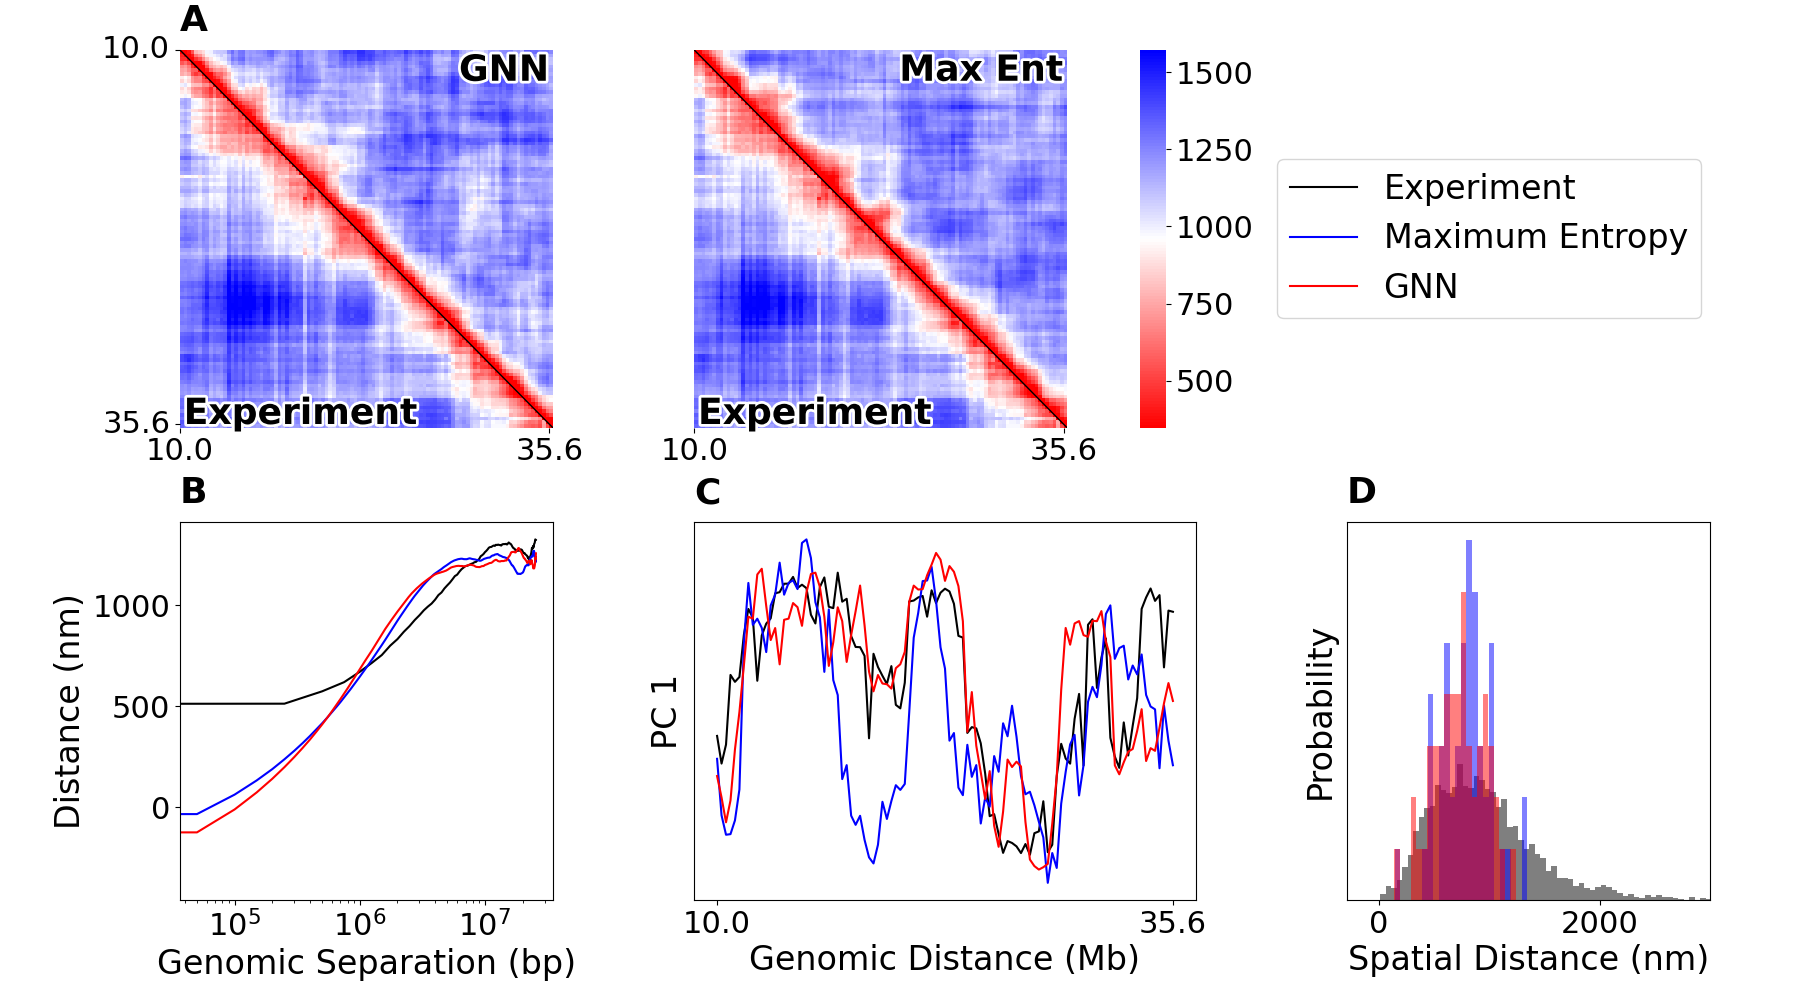 A
10.0
35.6
GNN
Experiment
10.0
35.6
Max Ent
Experiment
10.0
35.6
1500
1250
1000
750
500
Experiment
Maximum Entropy
GNN
B
Distance (nm)
1000
500
0
10^5
10^6
10^7
Genomic Separation (bp)
C
PC 1
10.0
35.6
Genomic Distance (Mb)
D
Probability
0
2000
Spatial Distance (nm)